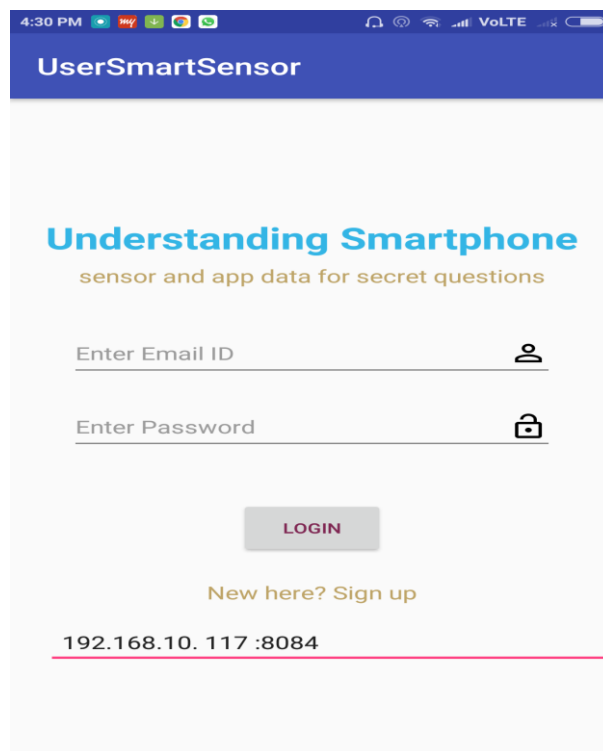 4:30 PM my VoLTE
UserSmartSensor
Understanding Smartphone
sensor and app data for secret questions
Enter Email ID
Enter Password
LOGIN
New here? Sign up
192.168.10. 117 :8084